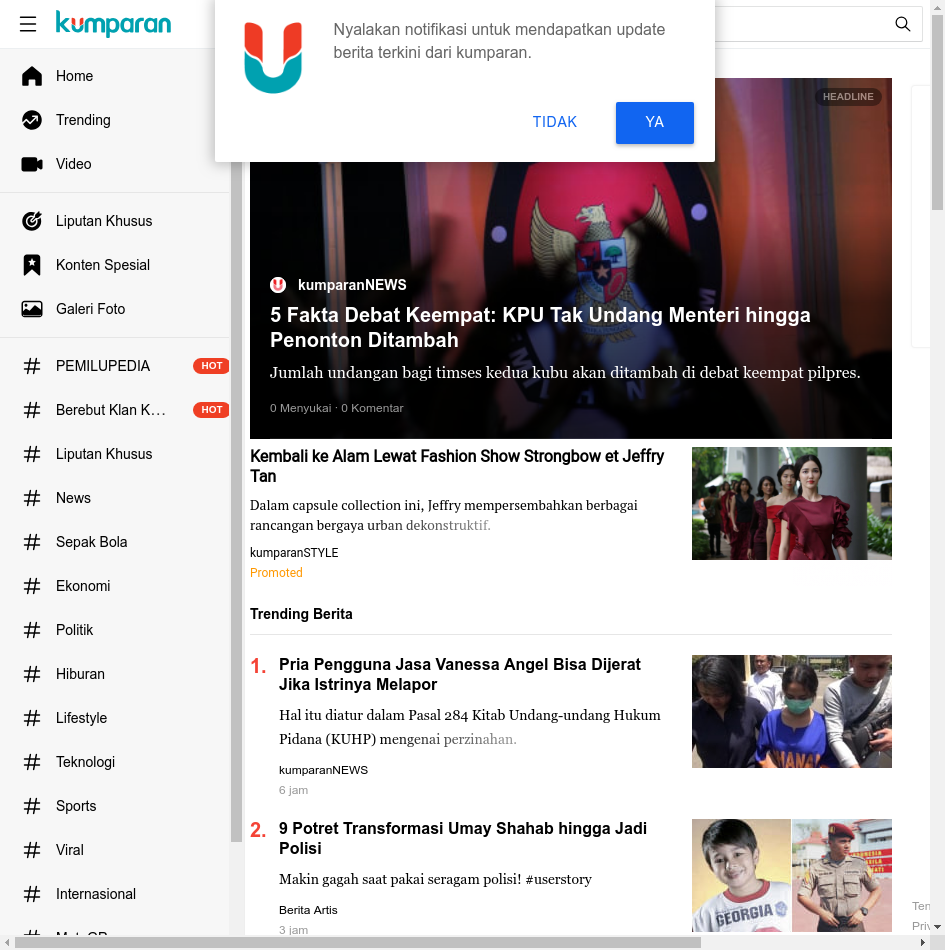 kumparan
Nyalakan notifikasi untuk mendapatkan update
berita terkini dari kumparan.
TIDAK
YA
Home
Trending
Video
Liputan Khusus
Konten Spesial
Galeri Foto
# PEMILUPEDIA HOT
# Berebut Klan K… HOT
# Liputan Khusus
# News
# Sepak Bola
# Ekonomi
# Politik
# Hiburan
# Lifestyle
# Teknologi
# Sports
# Viral
# Internasional
HEADLINE
kumparanNEWS
5 Fakta Debat Keempat: KPU Tak Undang Menteri hingga
Penonton Ditambah
Jumlah undangan bagi timses kedua kubu akan ditambah di debat keempat pilpres.
0 Menyukai · 0 Komentar
Kembali ke Alam Lewat Fashion Show Strongbow et Jeffry
Tan
Dalam capsule collection ini, Jeffry mempersembahkan berbagai
rancangan bergaya urban dekonstruktif.
kumparanSTYLE
Promoted
Trending Berita
1. Pria Pengguna Jasa Vanessa Angel Bisa Dijerat
Jika Istrinya Melapor
Hal itu diatur dalam Pasal 284 Kitab Undang-undang Hukum
Pidana (KUHP) mengenai perzinahan.
kumparanNEWS
6 jam
2. 9 Potret Transformasi Umay Shahab hingga Jadi
Polisi
Makin gagah saat pakai seragam polisi! #userstory
Berita Artis
3 jam
GEORGIA